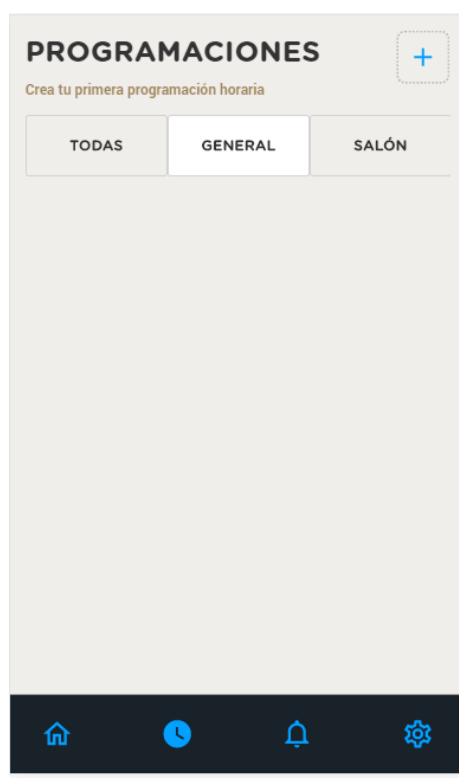 PROGRAMACIONES
+
Crea tu primera programación horaria
TODAS GENERAL SALÓN